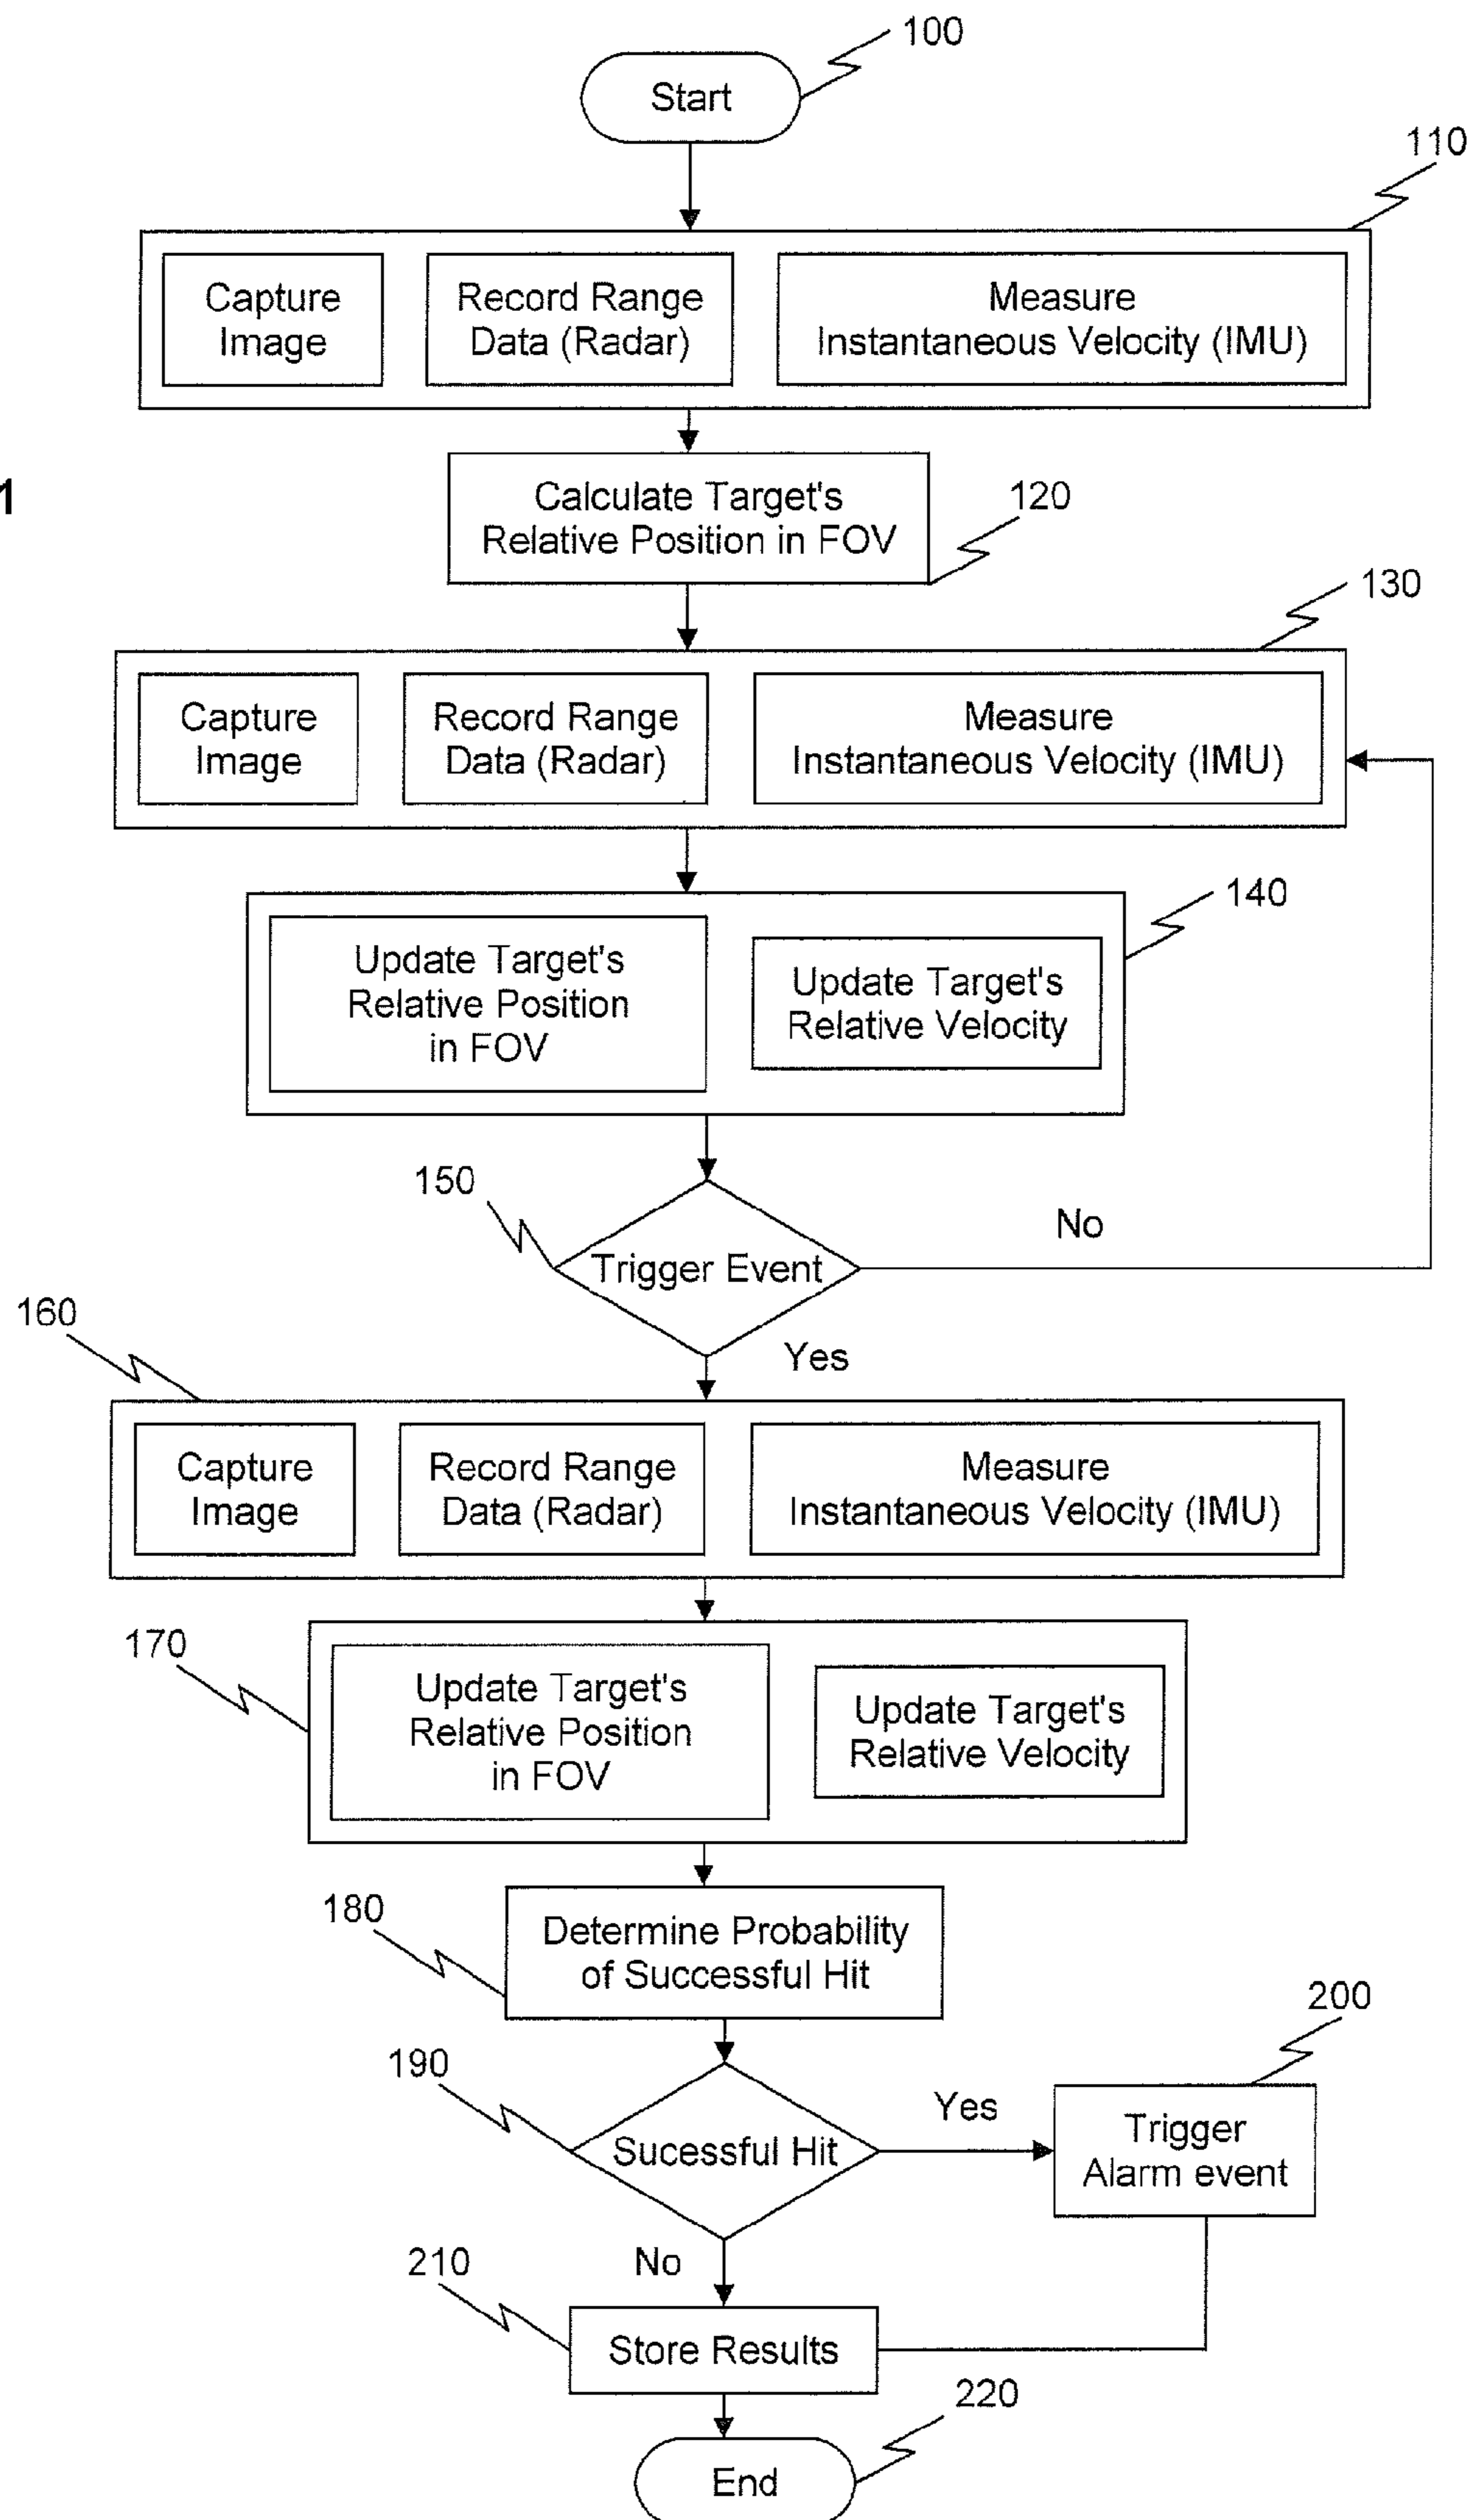 100
Start
110
Capture
Image
Record Range
Data (Radar)
Measure
Instantaneous Velocity (IMU)
1
Calculate Target's
Relative Position in FOV
120
130
Capture
Image
Record Range
Data (Radar)
Measure
Instantaneous Velocity (IMU)
140
Update Target's
Relative Position
in FOV
Update Target's
Relative Velocity
150
Trigger Event
No
Yes
160
Capture
Image
Record Range
Data (Radar)
Measure
Instantaneous Velocity (IMU)
170
Update Target's
Relative Position
in FOV
Update Target's
Relative Velocity
180
Determine Probability
of Successful Hit
190
Sucessful Hit
Yes
200
Trigger
Alarm event
No
210
Store Results
220
End